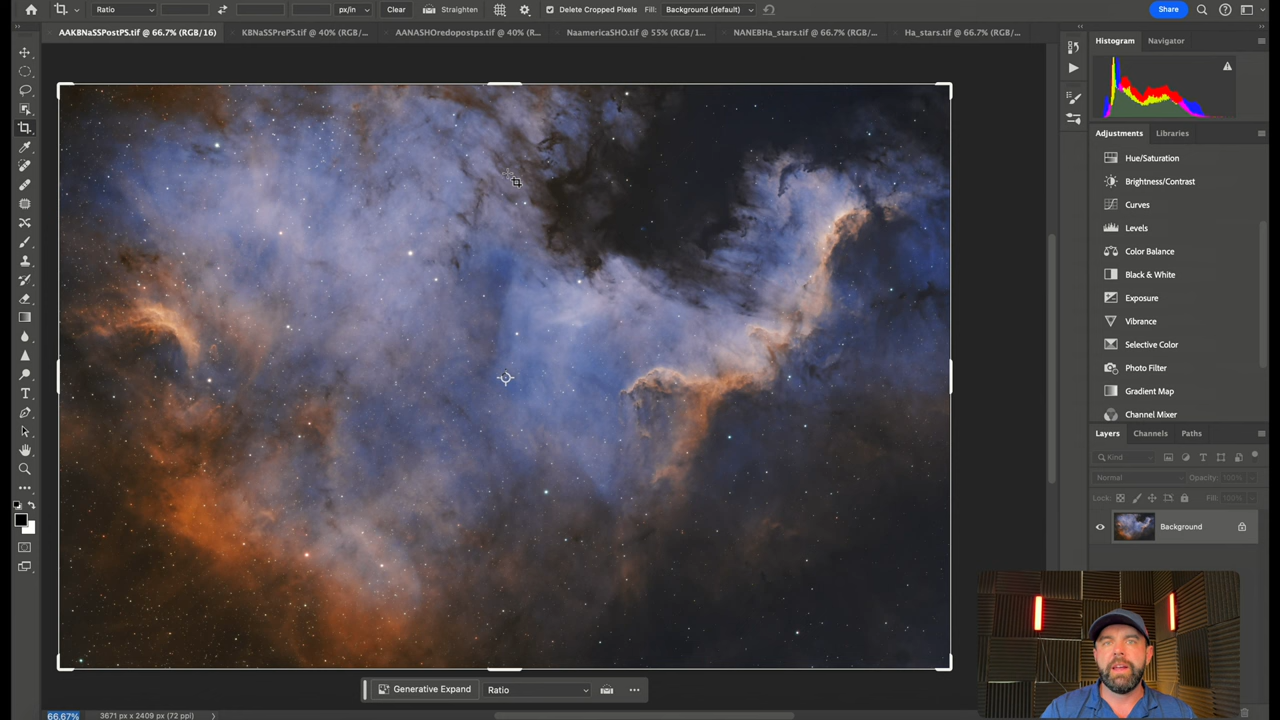 Ratio
px/in
Clear
Straighten
Delete Cropped Pixels
Fill: Background (default)
Share
AAKBNaSSPostPS.tif @ 66.7% (RGB/16)
KBNaSSPrePS.tif @ 40% (RGB/...
AANASHOredopostps.tif @ 40% (R...
NaamericaSHO.tif @ 55% (RGB/1...
NANEBHa_stars.tif @ 66.7% (RGB/...
Ha_stars.tif @ 66.7% (RGB/...
Histogram
Navigator
Adjustments
Libraries
Hue/Saturation
Brightness/Contrast
Curves
Levels
Color Balance
Black & White
Exposure
Vibrance
Selective Color
Photo Filter
Gradient Map
Channel Mixer
Layers
Channels
Paths
Kind
Normal
Opacity: 100%
Lock:
Fill: 100%
Background
Generative Expand
Ratio
66.67%
3671 px x 2409 px (72 ppi)